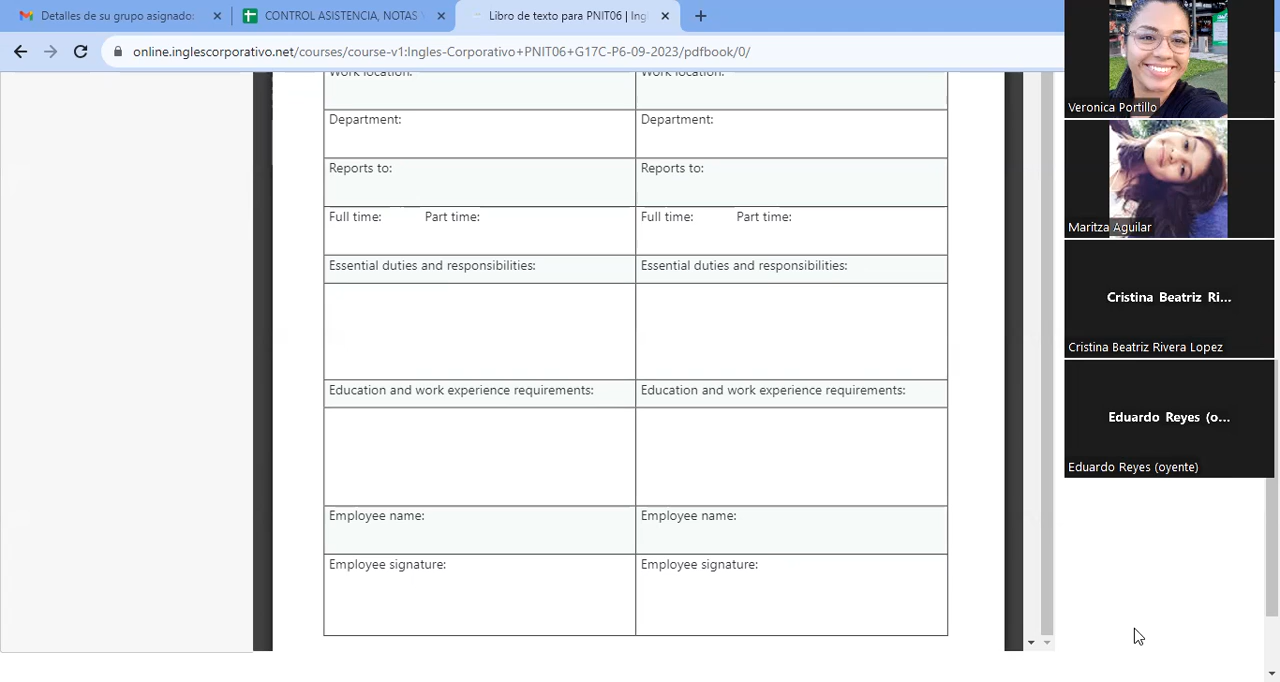 Detalles de su grupo asignado:
CONTROL ASISTENCIA, NOTAS
de texto para PNIT06 | Ing
online.inglescorporativo.net/courses/course-v1:Ingles-Corporativo+PNIT06+G17C-P6-09-2023/pdfbook/0/
Work location: Work location:
Department: Department:
Reports to: Reports to:
Full time: Part time: Full time: Part time:
Essential duties and responsibilities: Essential duties and responsibilities:
Education and work experience requirements: Education and work experience requirements:
Employee name: Employee name:
Employee signature: Employee signature:
Veronica Portillo
Maritza Aguilar
Cristina Beatriz Ri...
Cristina Beatriz Rivera Lopez
Eduardo Reyes (o...
Eduardo Reyes (oyente)